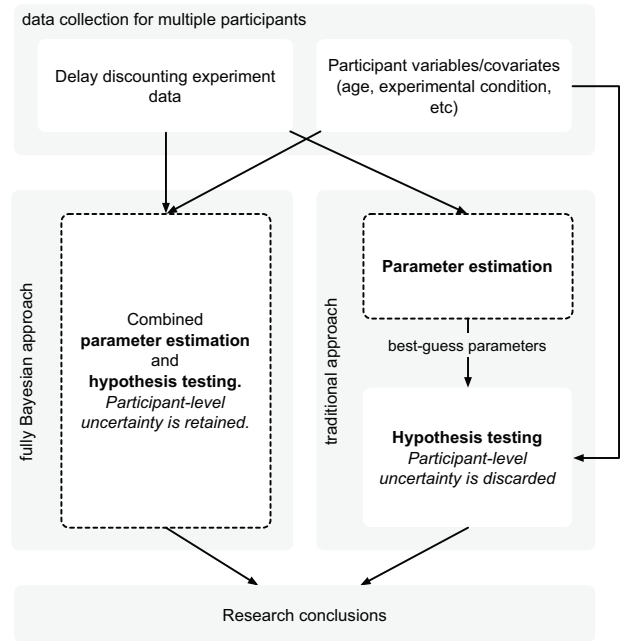 data collection for multiple participants
Delay discounting experiment
data
Participant variables/covariates
(age, experimental condition,
etc)
fully Bayesian approach
Combined
parameter estimation
and
hypothesis testing.
Participant-level
uncertainty is retained.
traditional approach
Parameter estimation
best-guess parameters
Hypothesis testing
Participant-level
uncertainty is discarded
Research conclusions